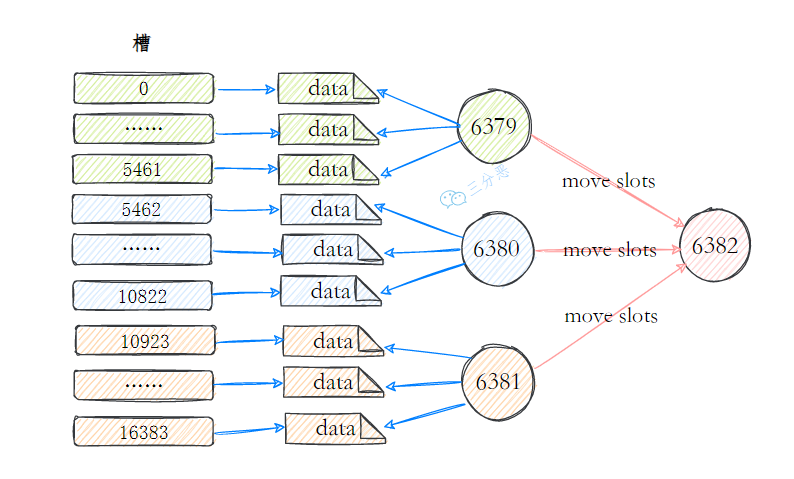 槽
0
data
······
data
5461
data
6379
三分恶
move slots
5462
data
······
data
10822
data
6380
move slots
6382
10923
data
······
data
16383
data
6381
move slots